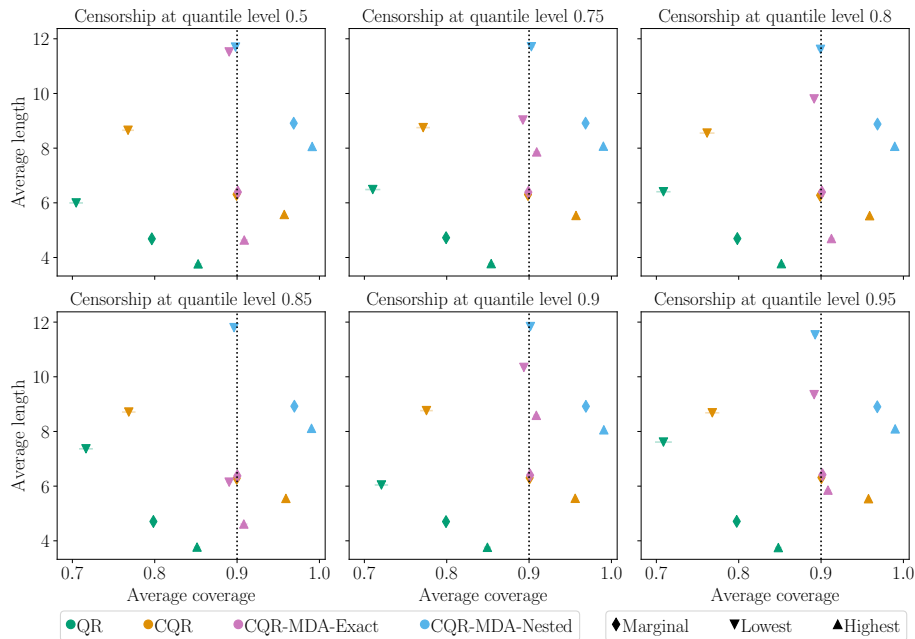 Censorship at quantile level 0.5
Censorship at quantile level 0.75
Censorship at quantile level 0.8
Average length
12
10
8
6
4
Censorship at quantile level 0.85
Censorship at quantile level 0.9
Censorship at quantile level 0.95
Average length
12
10
8
6
4
0.7 0.8 0.9 1.0
0.7 0.8 0.9 1.0
0.7 0.8 0.9 1.0
Average coverage
Average coverage
Average coverage
QR CQR CQR-MDA-Exact CQR-MDA-Nested
Marginal Lowest Highest